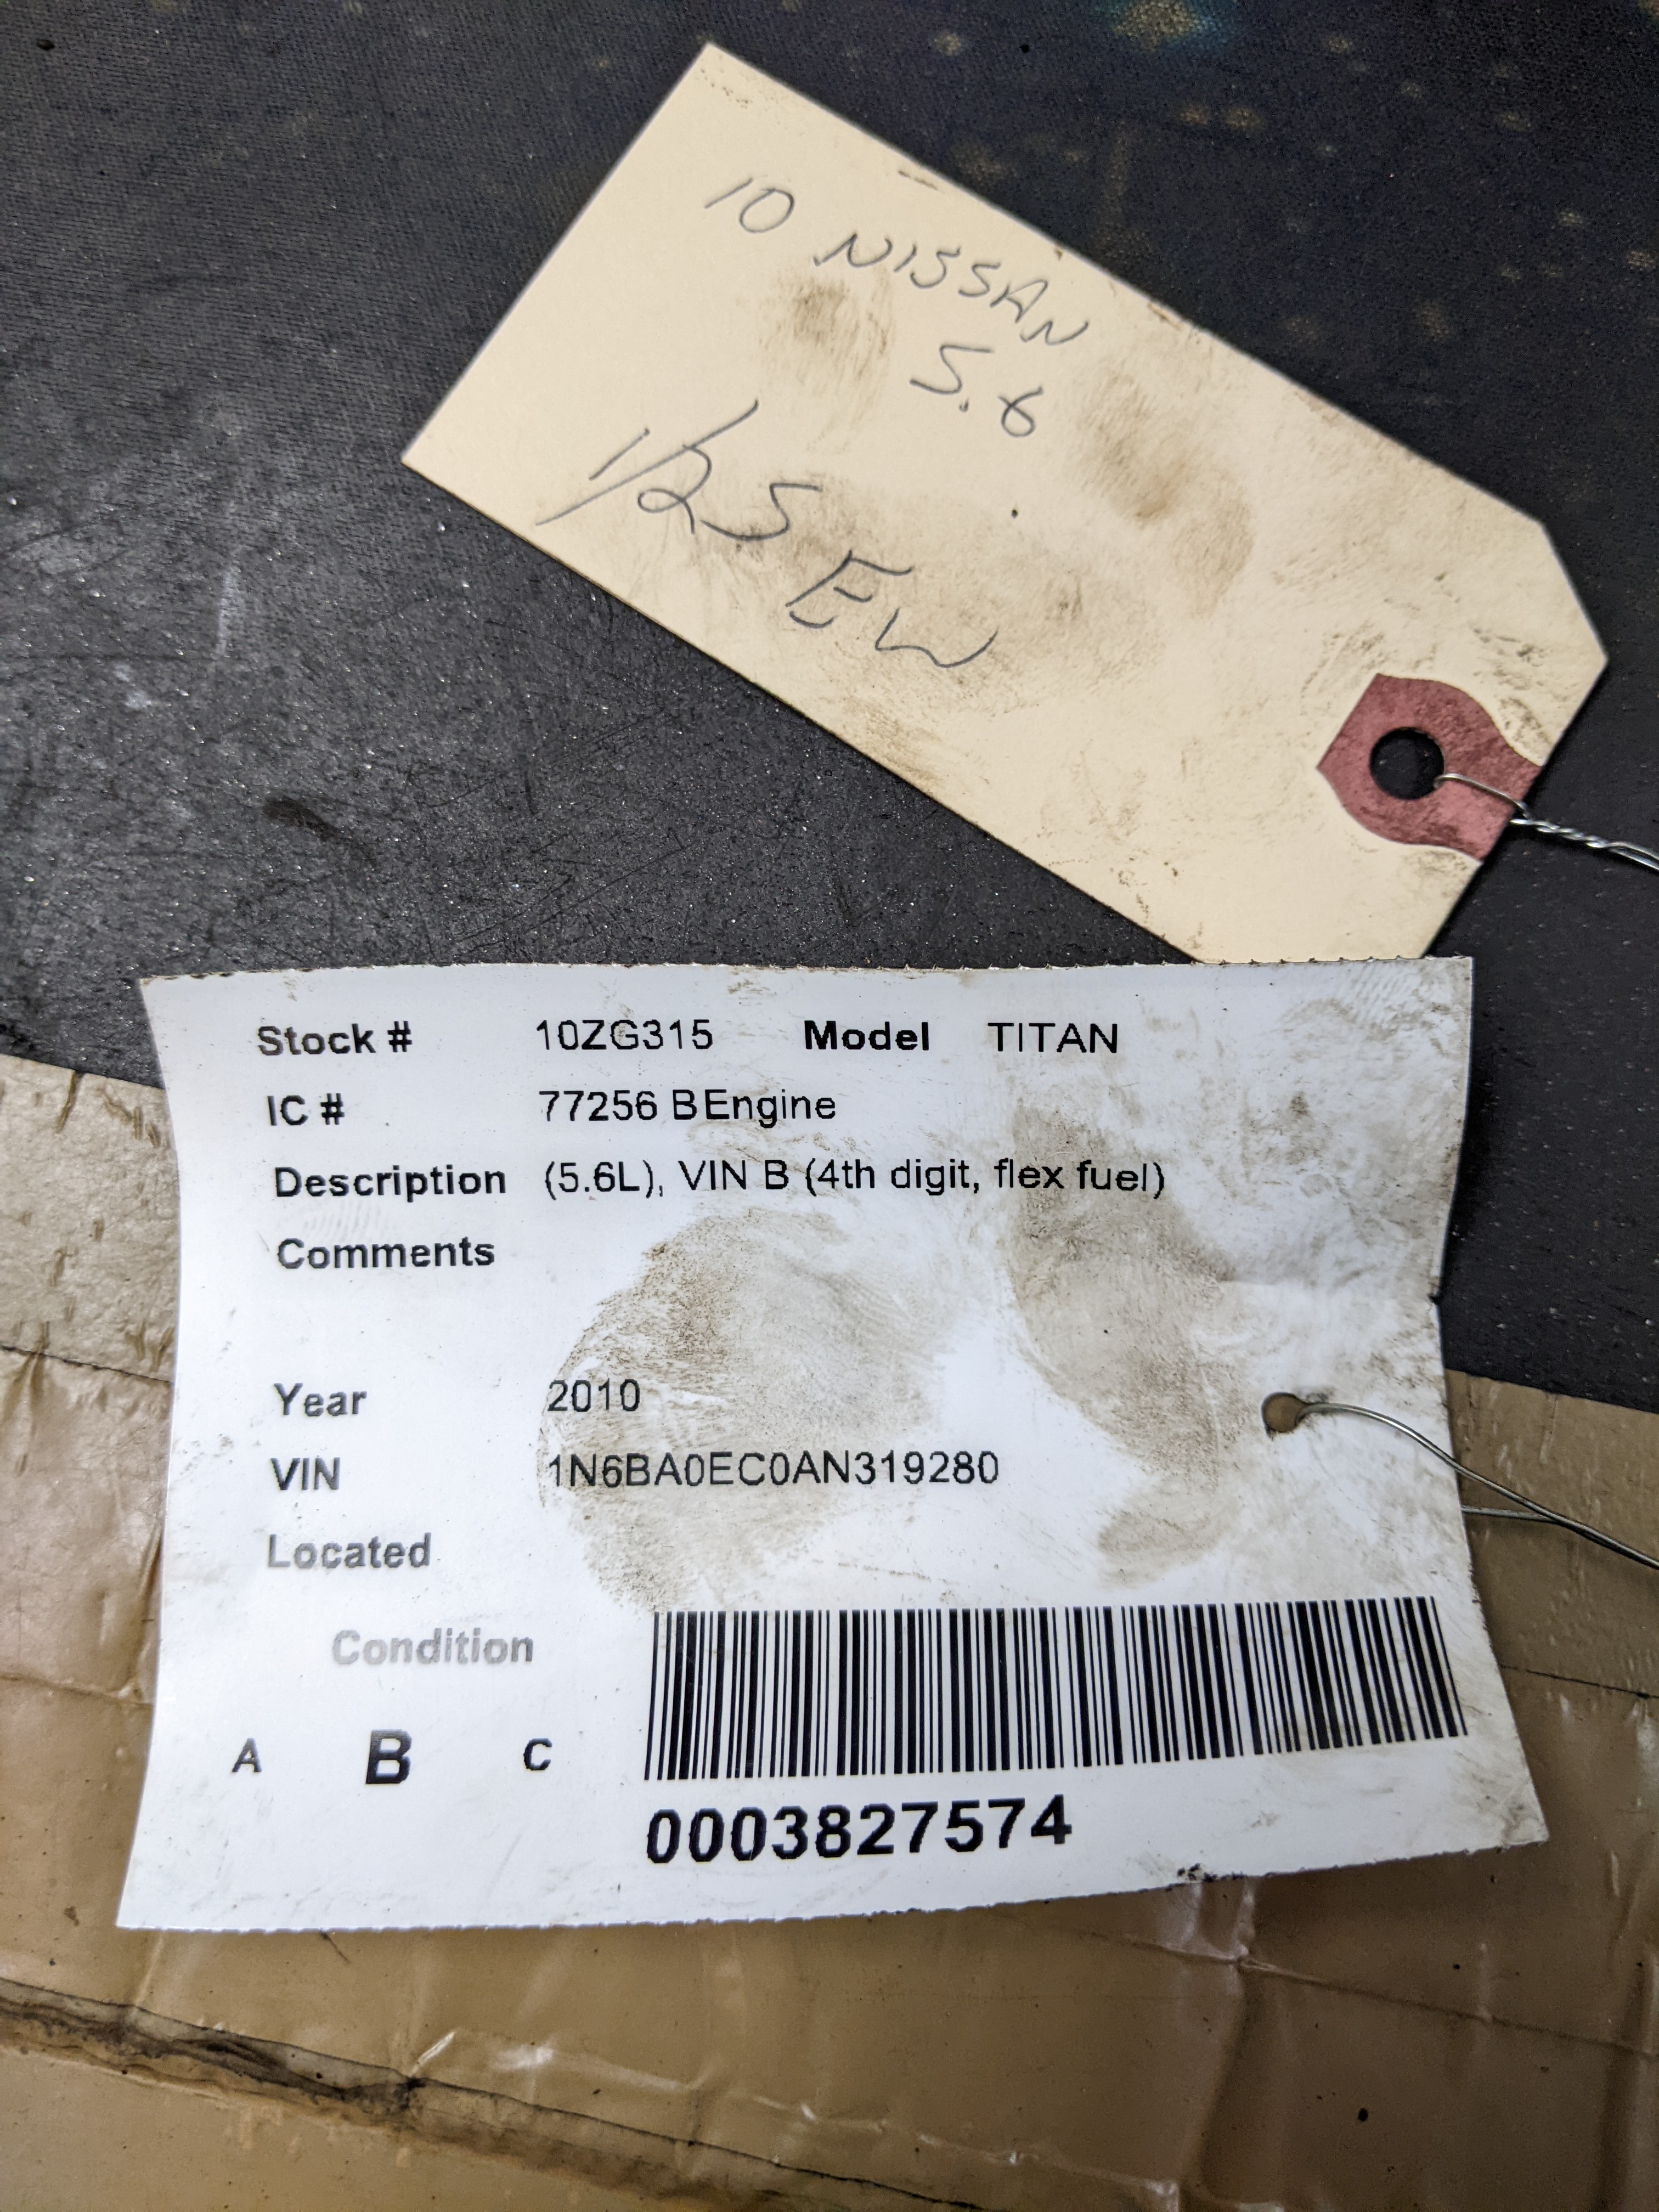 10 NISSAN
5.6
1/25 EW
Stock # 10ZG315 Model TITAN
IC # 77256 B Engine
Description (5.6L), VIN B (4th digit, flex fuel)
Comments
Year 2010
VIN 1N6BA0EC0AN319280
Located
Condition
A B C
0003827574